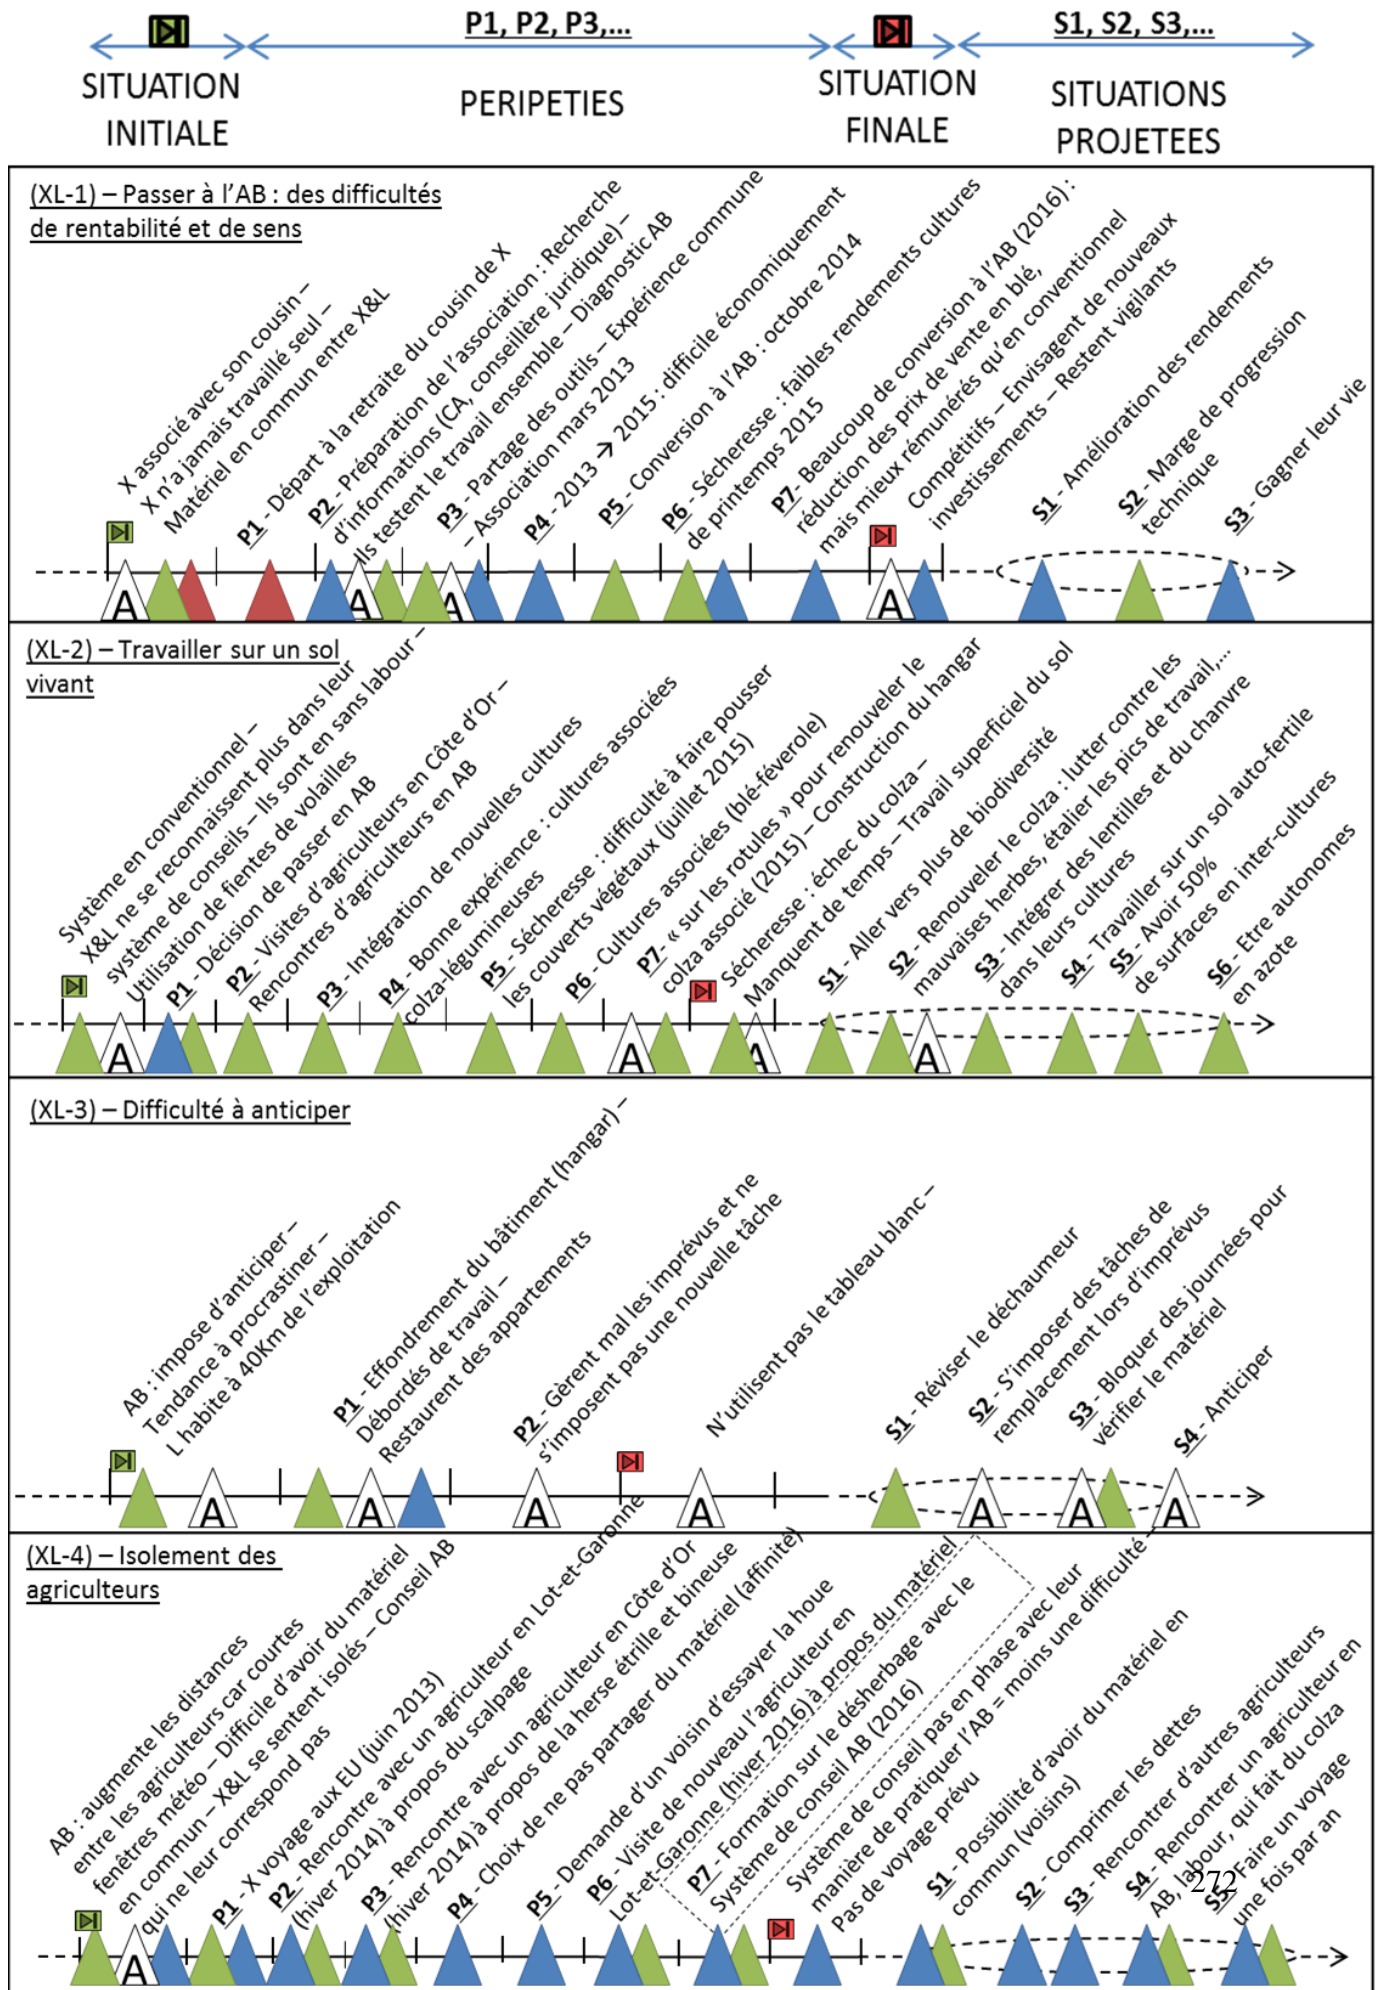 P1, P2, P3,...
S1, S2, S3,...
SITUATION
INITIALE
PERIPETIES
SITUATION
FINALE
SITUATIONS
PROJETEES
(XL-1) – Passer à l'AB : des difficultés
de rentabilité et de sens
X associé avec son cousin –
X n'a jamais travaillé seul –
Matériel en commun entre X&L
P1 - Départ à la retraite du cousin de X
P2 - Préparation de l'association : Recherche
d'informations (CA, conseillère juridique) –
Ils testent le travail ensemble – Diagnostic AB
P3 - Partage des outils – Expérience commune
– Association mars 2013
P4 - 2013 → 2015 : difficile économiquement
P5 - Conversion à l'AB : octobre 2014
P6 - Sécheresse : faibles rendements cultures
de printemps 2015
P7 - Beaucoup de conversion à l'AB (2016) :
réduction des prix de vente en blé,
mais mieux rémunérés qu'en conventionnel
Compétitifs – Envisagent de nouveaux
investissements – Restent vigilants
S1 - Amélioration des rendements
S2 - Marge de progression
technique
S3 - Gagner leur vie
A
A
A
A
(XL-2) – Travailler sur un sol
vivant
Système en conventionnel –
X&L ne se reconnaissent plus dans leur
système de conseils – Ils sont en sans labour –
Utilisation de fientes de volailles
P1 - Décision de passer en AB
P2 - Visites d'agriculteurs en Côte d'Or –
Rencontres d'agriculteurs en AB
P3 - Intégration de nouvelles cultures
P4 - Bonne expérience : cultures associées
colza-légumineuses
P5 - Sécheresse : difficulté à faire pousser
les couverts végétaux (juillet 2015)
P6 - Cultures associées (blé-féverole)
P7 - « sur les rotules » pour renouveler le
colza associé (2015) – Construction du hangar
Sécheresse : échec du colza –
Manquent de temps – Travail superficiel du sol
S1 - Aller vers plus de biodiversité
S2 - Renouveler le colza : lutter contre les
mauvaises herbes, étalier les pics de travail,...
S3 - Intégrer des lentilles et du chanvre
dans leurs cultures
S4 - Travailler sur un sol auto-fertile
S5 - Avoir 50%
de surfaces en inter-cultures
S6 - Etre autonomes
en azote
A
A
A
A
(XL-3) – Difficulté à anticiper
AB : impose d'anticiper –
Tendance à procrastiner –
L habite à 40Km de l'exploitation
P1 - Effondrement du bâtiment (hangar) –
Débordés de travail –
Restaurent des appartements
P2 - Gèrent mal les imprévus et ne
s'imposent pas une nouvelle tâche
N'utilisent pas le tableau blanc –
S1 - Réviser le déchaumeur
S2 - S'imposer des tâches de
remplacement lors d'imprévus
S3 - Bloquer des journées pour
vérifier le matériel
S4 - Anticiper
A
A
A
A
A
A
A
(XL-4) – Isolement des
agriculteurs
AB : augmente les distances
entre les agriculteurs car courtes
fenêtres météo – Difficile d'avoir du matériel
en commun – X&L se sentent isolés – Conseil AB
qui ne leur correspond pas
P1 - X voyage aux EU (juin 2013)
P2 - Rencontre avec un agriculteur en Lot-et-Garonne
(hiver 2014) à propos du scalpage
P3 - Rencontre avec un agriculteur en Côte d'Or
(hiver 2014) à propos de la herse étrille et bineuse
P4 - Choix de ne pas partager du matériel (affinité)
P5 - Demande d'un voisin d'essayer la houe
P6 - Visite de nouveau l'agriculteur en
Lot-et-Garonne (hiver 2016) à propos du matériel
P7 - Formation sur le désherbage avec le
Système de conseil AB (2016)
Système de conseil pas en phase avec leur
manière de pratiquer l'AB = moins une difficulté –
Pas de voyage prévu
S1 - Possibilité d'avoir du matériel en
commun (voisins)
S2 - Comprimer les dettes
S3 - Rencontrer d'autres agriculteurs
S4 - Rencontrer un agriculteur en
AB, labour, qui fait du colza
S5 - Faire un voyage
une fois par an
A
272